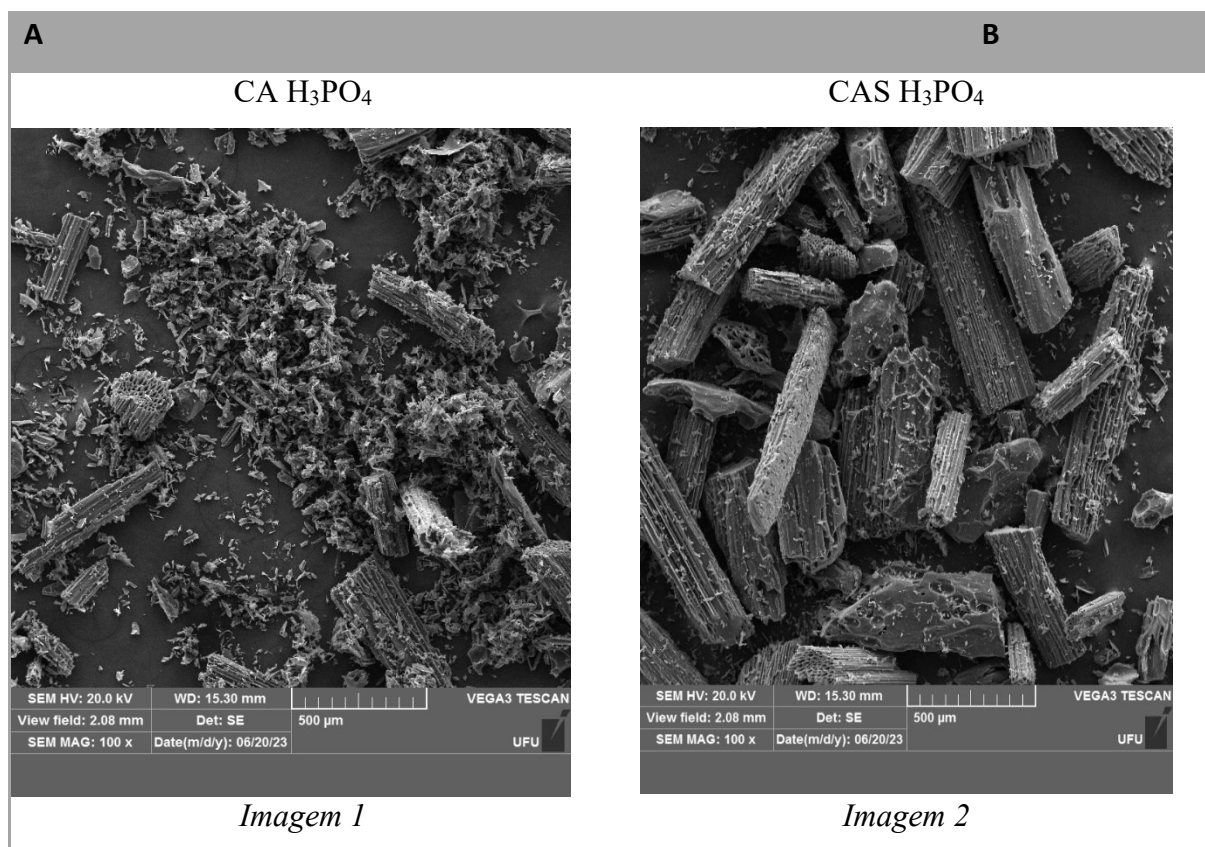 A
B
CA H₃PO₄
CAS H₃PO₄
SEM HV: 20.0 kV
WD: 15.30 mm
VEGA3 TESCAN
View field: 2.08 mm
Det: SE
500 µm
SEM MAG: 100 x
Date(m/d/y): 06/20/23
UFU
SEM HV: 20.0 kV
WD: 15.30 mm
VEGA3 TESCAN
View field: 2.08 mm
Det: SE
500 µm
SEM MAG: 100 x
Date(m/d/y): 06/20/23
UFU
Imagem 1
Imagem 2